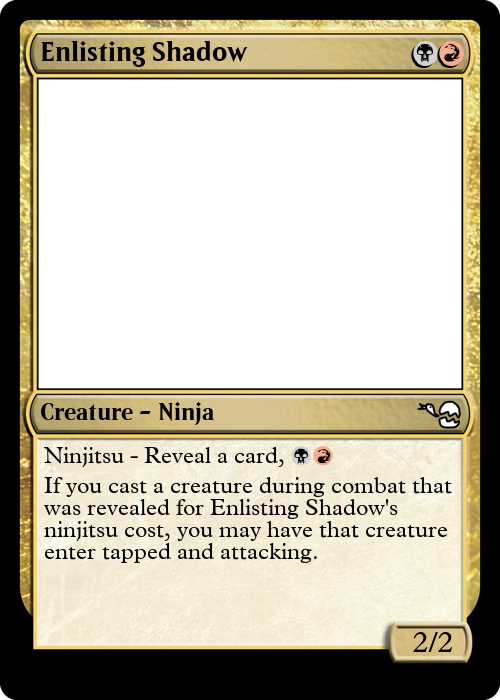 Enlisting Shadow
Creature – Ninja
Ninjitsu - Reveal a card,
If you cast a creature during combat that
was revealed for Enlisting Shadow's
ninjitsu cost, you may have that creature
enter tapped and attacking.
2/2